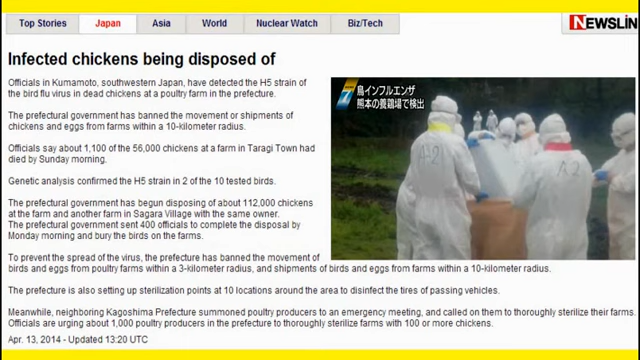 Top Stories Japan Asia World Nuclear Watch Biz/Tech NEWSLIN
Infected chickens being disposed of
Officials in Kumamoto, southwestern Japan, have detected the H5 strain of
the bird flu virus in dead chickens at a poultry farm in the prefecture.
The prefectural government has banned the movement or shipments of
chickens and eggs from farms within a 10-kilometer radius.
Officials say about 1,100 of the 56,000 chickens at a farm in Taragi Town had
died by Sunday morning.
Genetic analysis confirmed the H5 strain in 2 of the 10 tested birds.
The prefectural government has begun disposing of about 112,000 chickens
at the farm and another farm in Sagara Village with the same owner.
The prefectural government sent 400 officials to complete the disposal by
Monday morning and bury the birds on the farms.
鳥インフルエンザ
熊本の養鶏場で検出
7
A-21
A2
To prevent the spread of the virus, the prefecture has banned the movement of
birds and eggs from poultry farms within a 3-kilometer radius, and shipments of birds and eggs from farms within a 10-kilometer radius.
The prefecture is also setting up sterilization points at 10 locations around the area to disinfect the tires of passing vehicles.
Meanwhile, neighboring Kagoshima Prefecture summoned poultry producers to an emergency meeting, and called on them to thoroughly sterilize their farms.
Officials are urging about 1,000 poultry producers in the prefecture to thoroughly sterilize farms with 100 or more chickens.
Apr. 13, 2014 - Updated 13:20 UTC